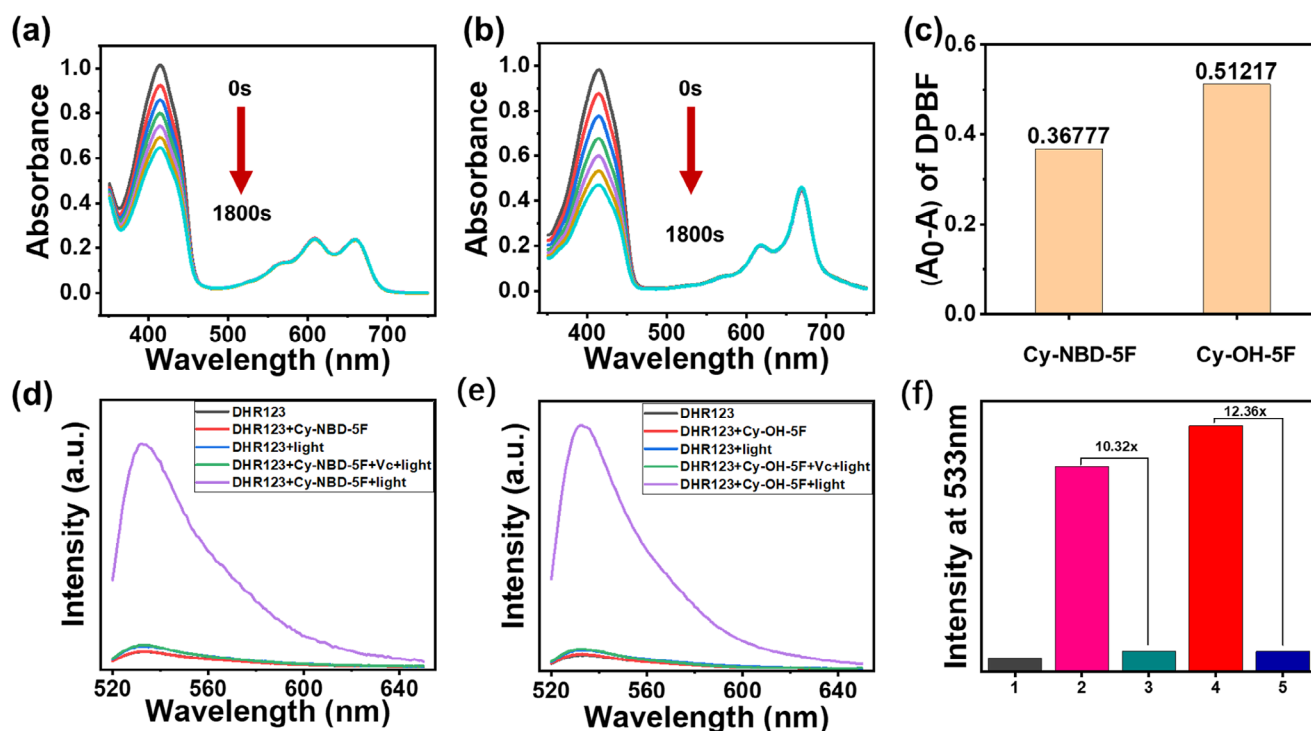 (a)
Absorbance
1.0
0.8
0.6
0.4
0.2
0.0
0s
1800s
400 500 600 700
Wavelength (nm)
(b)
Absorbance
1.0
0.8
0.6
0.4
0.2
0.0
0s
1800s
400 500 600 700
Wavelength (nm)
(c)
(A0-A) of DPBF
0.6
0.4
0.2
0.0
0.36777
0.51217
Cy-NBD-5F Cy-OH-5F
(d)
Intensity (a.u.)
DHR123
DHR123+Cy-NBD-5F
DHR123+light
DHR123+Cy-NBD-5F+Vc+light
DHR123+Cy-NBD-5F+light
520 560 600 640
Wavelength (nm)
(e)
Intensity (a.u.)
DHR123
DHR123+Cy-OH-5F
DHR123+light
DHR123+Cy-OH-5F+Vc+light
DHR123+Cy-OH-5F+light
520 560 600 640
Wavelength (nm)
(f)
Intensity at 533nm
10.32x
12.36x
1 2 3 4 5